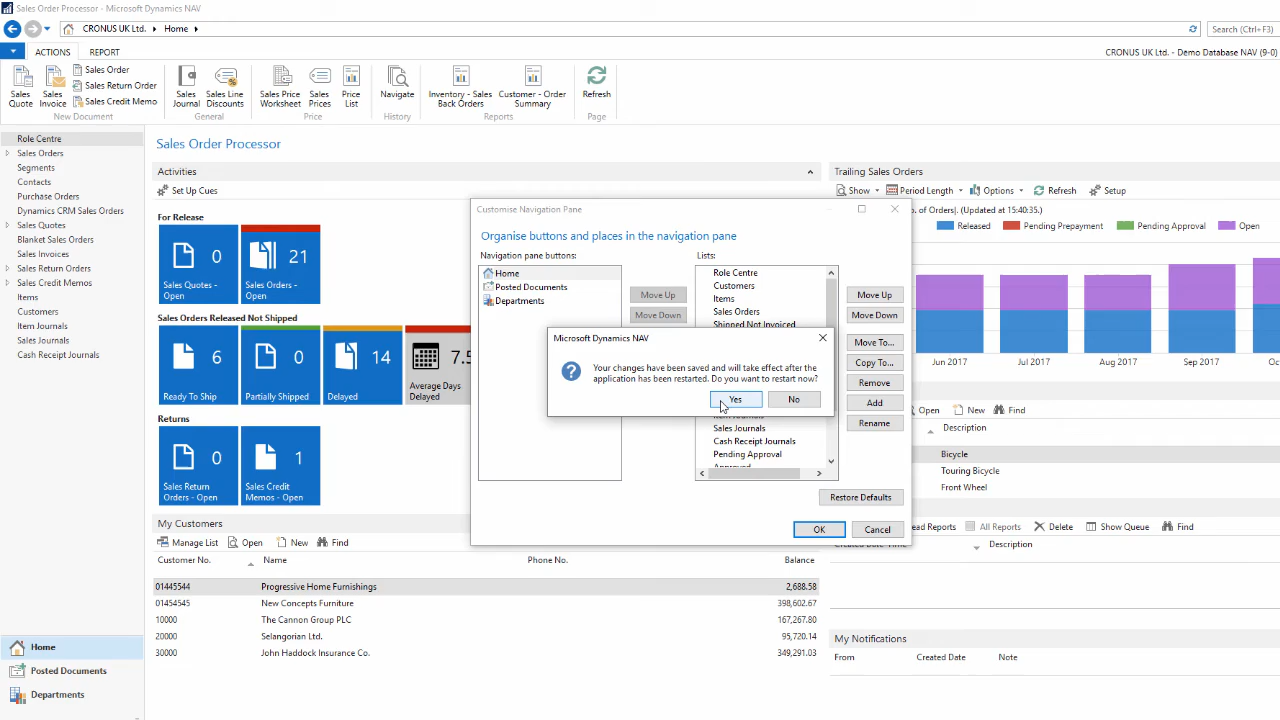 Sales Order Processor - Microsoft Dynamics NAV
CRONUS UK Ltd. Home
Search (Ctrl+F3)
ACTIONS REPORT
CRONUS UK Ltd. - Demo Database NAV (9-0)
Sales Quote
Sales Invoice
Sales Order
Sales Return Order
Sales Credit Memo
New Document
Sales Journal
Sales Line Discounts
General
Sales Price Worksheet
Sales Prices
Price List
Price
Navigate
History
Inventory - Sales Back Orders
Customer - Order Summary
Reports
Refresh
Page
Role Centre
Sales Orders
Segments
Contacts
Purchase Orders
Dynamics CRM Sales Orders
Sales Quotes
Blanket Sales Orders
Sales Invoices
Sales Return Orders
Sales Credit Memos
Items
Customers
Item Journals
Sales Journals
Cash Receipt Journals
Home
Posted Documents
Departments
Sales Order Processor
Activities
Set Up Cues
For Release
0
Sales Quotes -
Open
21
Sales Orders -
Open
Sales Orders Released Not Shipped
6
Ready To Ship
0
Partially Shipped
14
Delayed
7.5
Average Days
Delayed
Returns
0
Sales Return
Orders - Open
1
Sales Credit
Memos - Open
My Customers
Manage List Open New Find
Customer No. Name Phone No. Balance
01445544 Progressive Home Furnishings 2,688.58
01454545 New Concepts Furniture 398,602.67
10000 The Cannon Group PLC 167,267.80
20000 Selangorian Ltd. 95,720.14
30000 John Haddock Insurance Co. 349,291.03
Customise Navigation Pane
Organise buttons and places in the navigation pane
Navigation pane buttons:
Home
Posted Documents
Departments
Move Up
Move Down
Lists:
Role Centre
Customers
Items
Sales Orders
Shipped Not Invoiced
Sales Journals
Cash Receipt Journals
Pending Approval
Move Up
Move Down
Move To...
Copy To...
Remove
Add
Rename
Restore Defaults
OK Cancel
Microsoft Dynamics NAV
Your changes have been saved and will take effect after the
application has been restarted. Do you want to restart now?
Yes No
Trailing Sales Orders
Show Period Length Options Refresh Setup
of Orders|. (Updated at 15:40:35.)
Released Pending Prepayment Pending Approval Open
Jun 2017 Jul 2017 Aug 2017 Sep 2017
Open New Find
Description
Bicycle
Touring Bicycle
Front Wheel
All Reports Delete Show Queue Find
Description
My Notifications
From Created Date Note